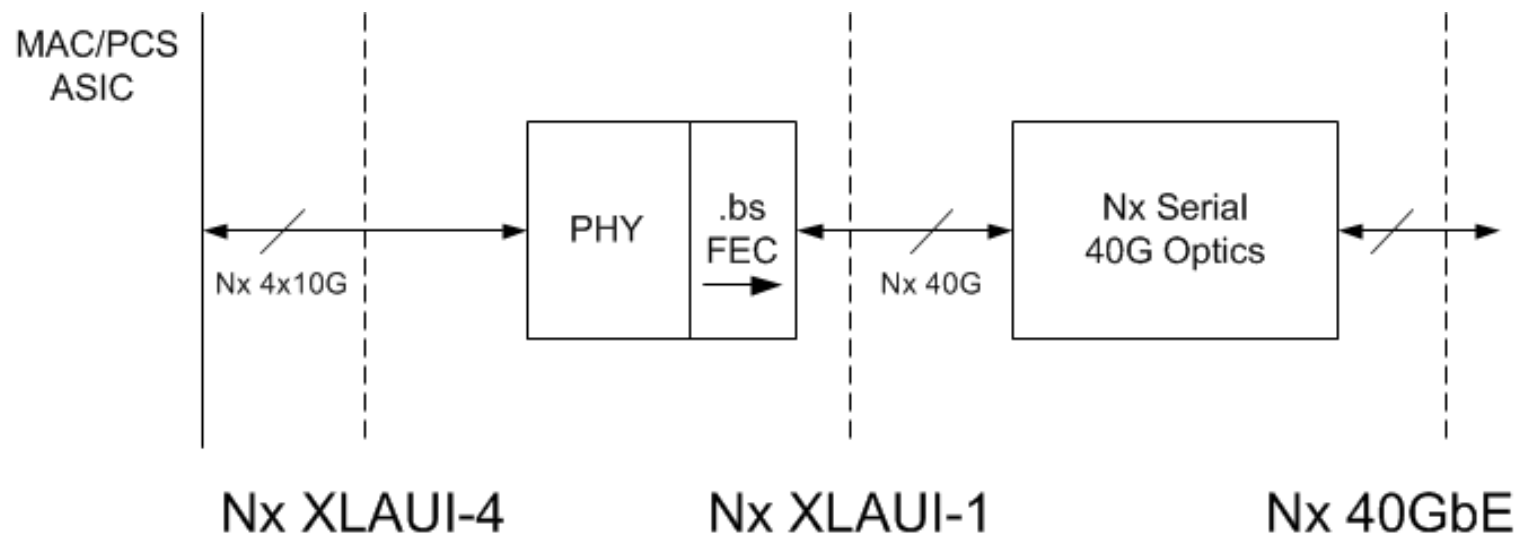 MAC/PCS
ASIC
PHY
.bs
FEC
Nx Serial
40G Optics
Nx 4x10G
Nx 40G
Nx XLAUI-4
Nx XLAUI-1
Nx 40GbE